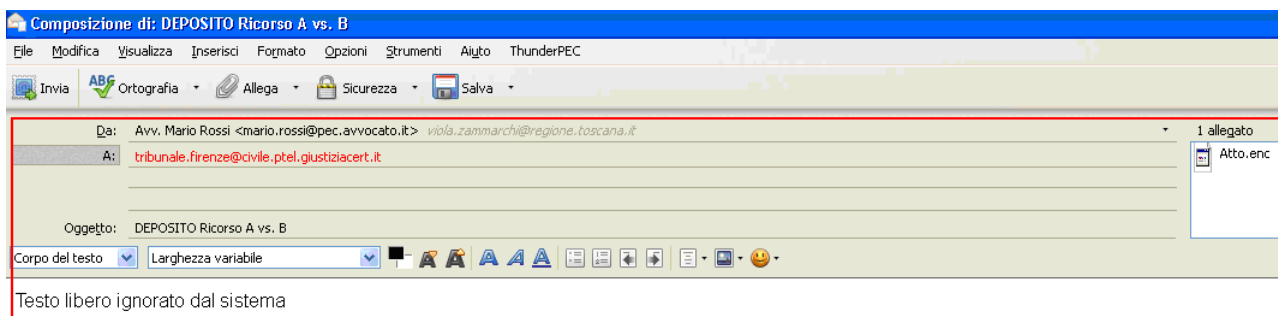 Composizione di: DEPOSITO Ricorso A vs. B
File Modifica Visualizza Inserisci Formato Opzioni Strumenti Aiuto ThunderPEC
Invia ABC Ortografia Allega Sicurezza Salva
Da: Avv. Mario Rossi <mario.rossi@pec.avvocato.it> viola.zammarchi@regione.toscana.it 1 allegato
A: tribunale.firenze@civile.ptel.giustiziacert.it Atto.enc
Oggetto: DEPOSITO Ricorso A vs. B
Corpo del testo Larghezza variabile A A A A A
Testo libero ignorato dal sistema